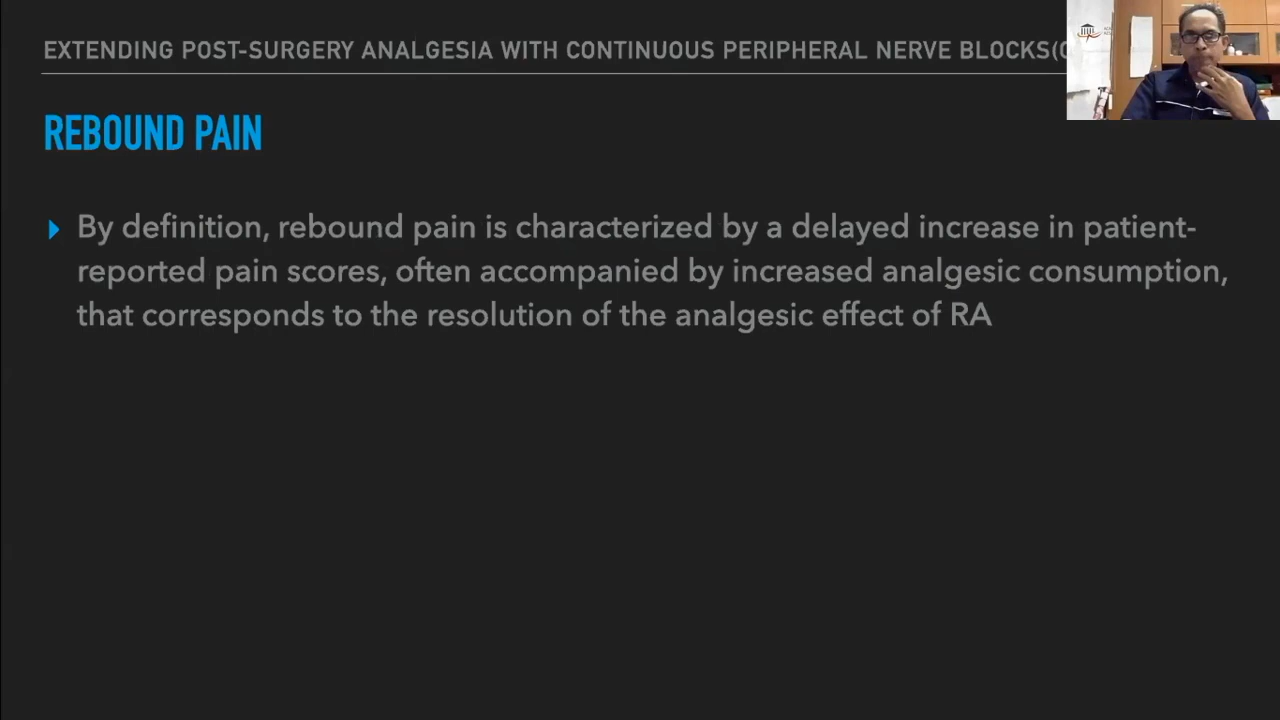 EXTENDING POST-SURGERY ANALGESIA WITH CONTINUOUS PERIPHERAL NERVE BLOCKS(
REBOUND PAIN
By definition, rebound pain is characterized by a delayed increase in patient-
reported pain scores, often accompanied by increased analgesic consumption,
that corresponds to the resolution of the analgesic effect of RA